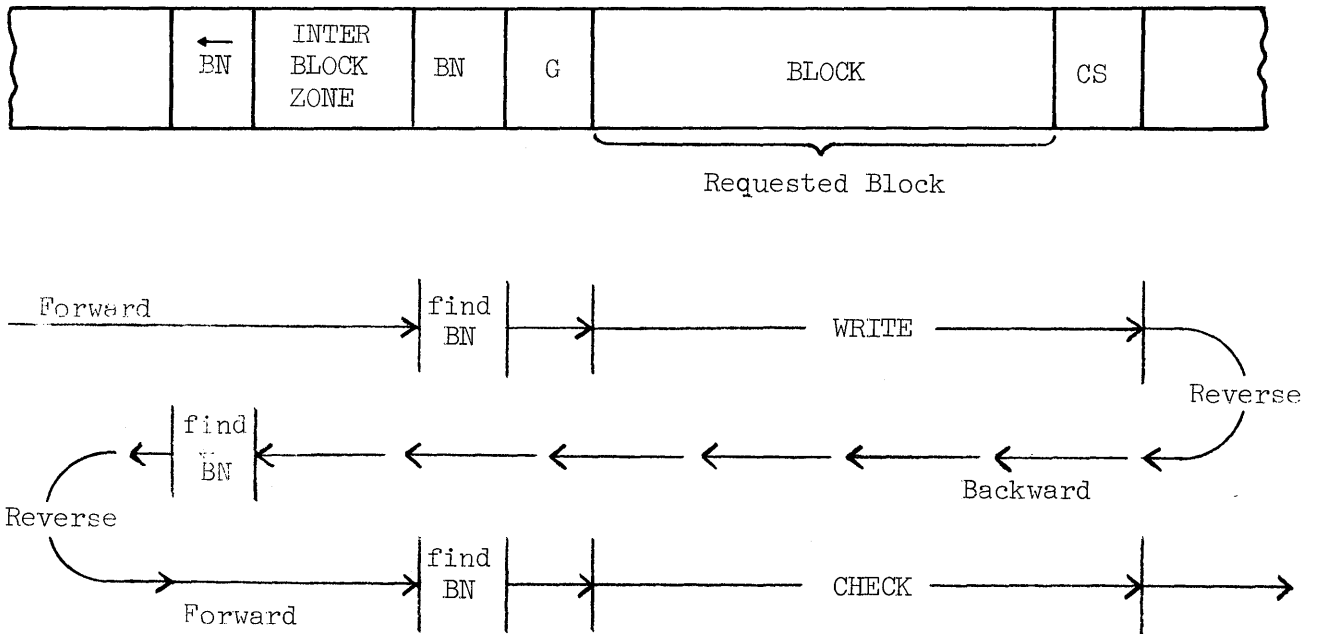 ←
BN
INTER
BLOCK
ZONE
BN
G
BLOCK
CS
Requested Block
Forward
find
BN
WRITE
Reverse
find
←
BN
Backward
Reverse
find
BN
CHECK
Forward